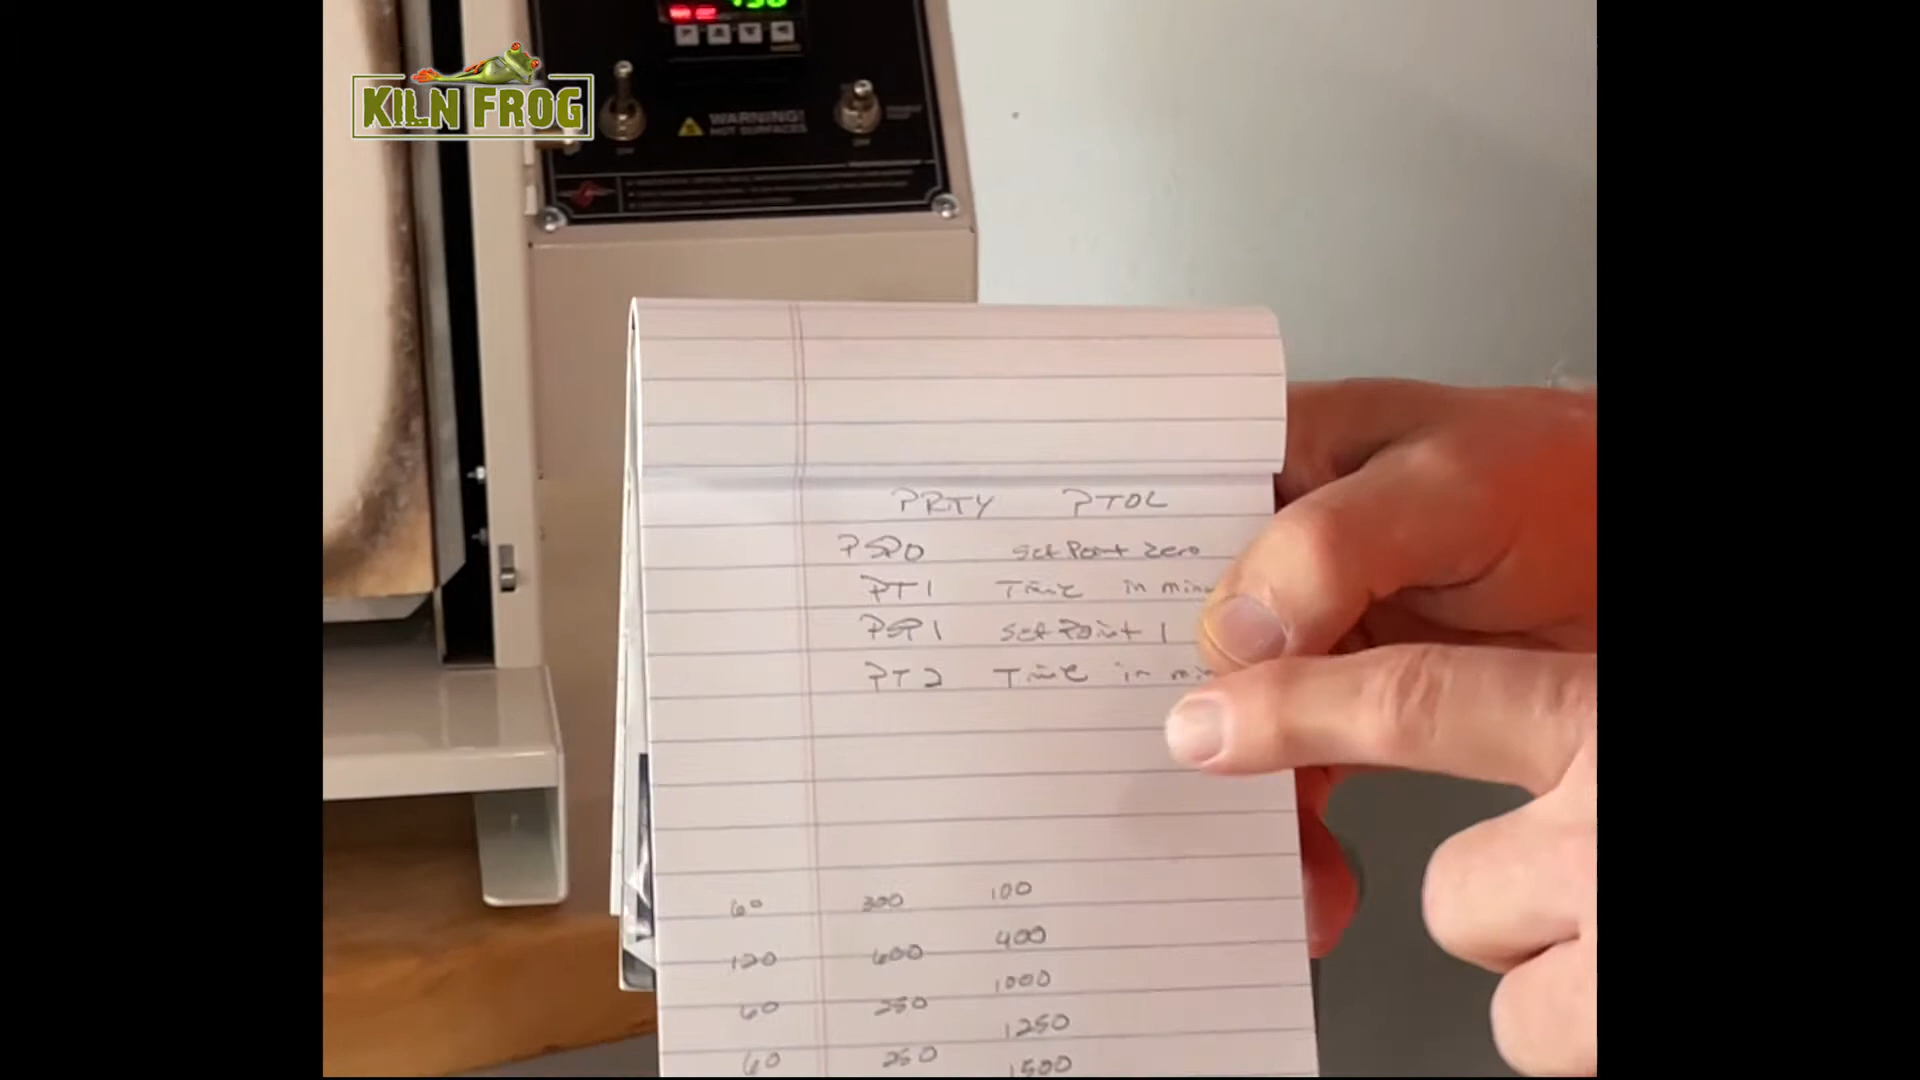 KILN FROG
WARNING!
HOT SURFACES
PRTY PTOL
PSP0 Set Point Zero
PT1 Time in
PSP1 Set Point 1
PT2 Time in
60 300 100
120 600 400
60 250 1000
60 250 1250
1500